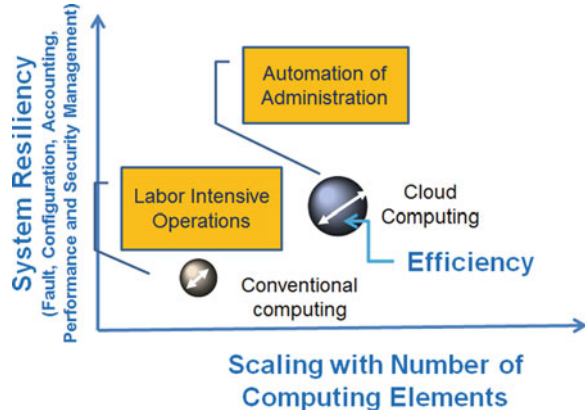 System Resiliency
(Fault, Configuration, Accounting,
Performance and Security Management)
Automation of
Administration
Labor Intensive
Operations
Cloud
Computing
Efficiency
Conventional
computing
Scaling with Number of
Computing Elements